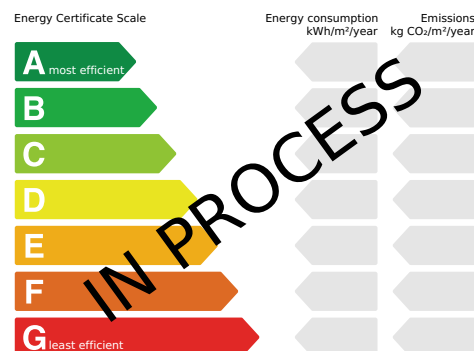 Energy Certificate Scale
Energy consumption
kWh/m²/year
Emissions
kg CO₂/m²/year
A most efficient
B
C
D
E
F
G least efficient
IN PROCESS